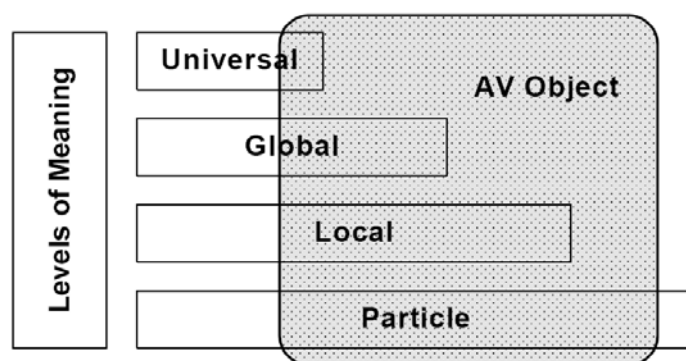 Levels of Meaning
Universal
AV Object
Global
Local
Particle